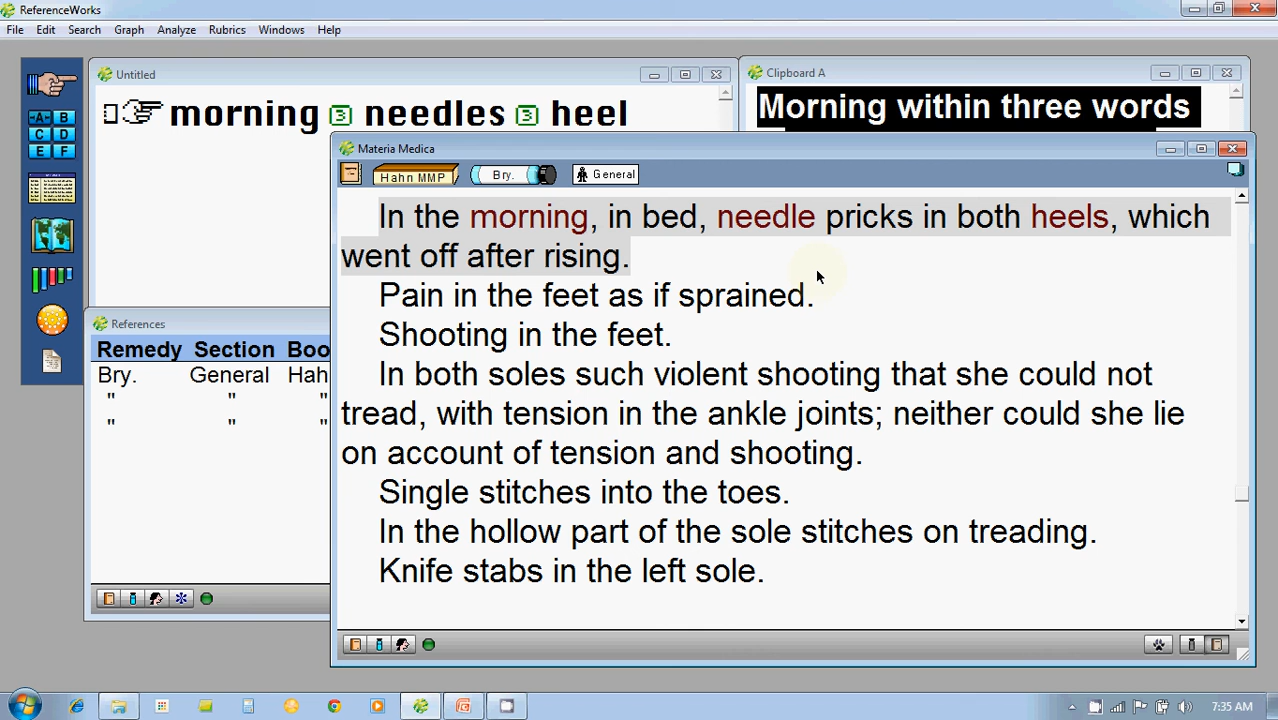 ReferenceWorks
File Edit Search Graph Analyze Rubrics Windows Help
Untitled
morning 3 needles 3 heel
Clipboard A
Morning within three words
Materia Medica
Hahn MMP Bry. General
In the morning, in bed, needle pricks in both heels, which
went off after rising.
Pain in the feet as if sprained.
Shooting in the feet.
In both soles such violent shooting that she could not
tread, with tension in the ankle joints; neither could she lie
on account of tension and shooting.
Single stitches into the toes.
In the hollow part of the sole stitches on treading.
Knife stabs in the left sole.
References
Remedy Section Boo
Bry. General Hah
" " "
" " "
A B
C D
E F
7:35 AM